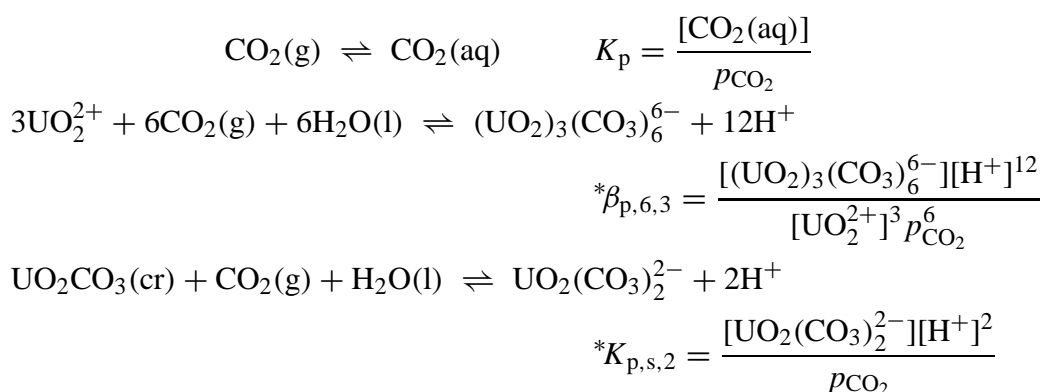 CO₂(g) ⇌ CO₂(aq) Kₚ = [CO₂(aq)] / p_CO₂
3UO₂²⁺ + 6CO₂(g) + 6H₂O(l) ⇌ (UO₂)₃(CO₃)₆⁶⁻ + 12H⁺
*β_p,6,3 = [(UO₂)₃(CO₃)₆⁶⁻][H⁺]¹² / [UO₂²⁺]³ p⁶_CO₂
UO₂CO₃(cr) + CO₂(g) + H₂O(l) ⇌ UO₂(CO₃)₂²⁻ + 2H⁺
*K_p,s,2 = [UO₂(CO₃)₂²⁻][H⁺]² / p_CO₂